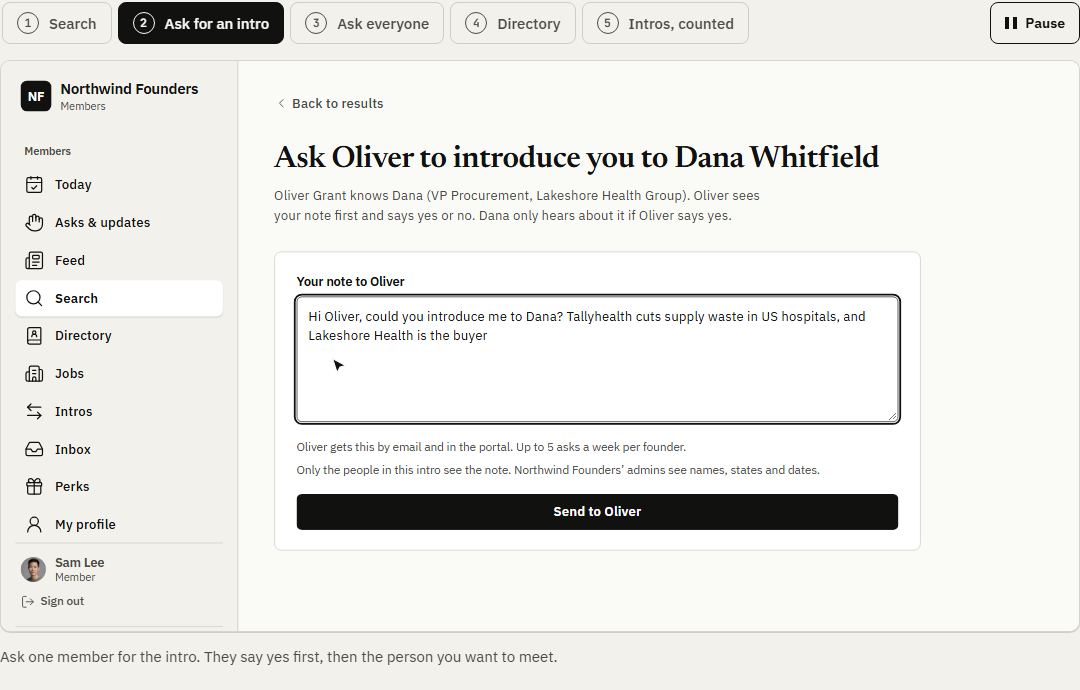 1 Search
2 Ask for an intro
3 Ask everyone
4 Directory
5 Intros, counted
Pause
NF
Northwind Founders
Members
Members
Today
Asks & updates
Feed
Search
Directory
Jobs
Intros
Inbox
Perks
My profile
Sam Lee
Member
Sign out
Back to results
Ask Oliver to introduce you to Dana Whitfield
Oliver Grant knows Dana (VP Procurement, Lakeshore Health Group). Oliver sees
your note first and says yes or no. Dana only hears about it if Oliver says yes.
Your note to Oliver
Hi Oliver, could you introduce me to Dana? Tallyhealth cuts supply waste in US hospitals, and
Lakeshore Health is the buyer
Oliver gets this by email and in the portal. Up to 5 asks a week per founder.
Only the people in this intro see the note. Northwind Founders’ admins see names, states and dates.
Send to Oliver
Ask one member for the intro. They say yes first, then the person you want to meet.